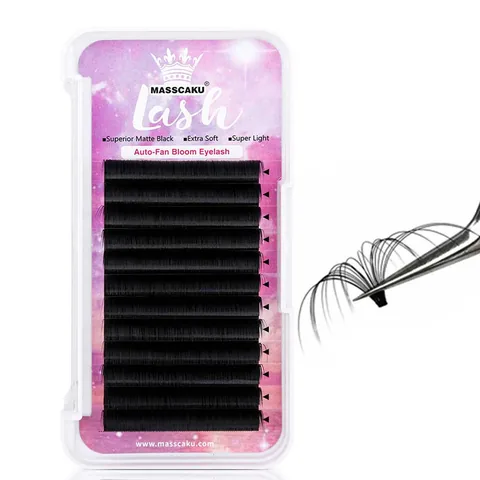 MASSCAKU®
Lash
▪Superior Matte Black ▪Extra Soft ▪Super Light
Auto-Fan Bloom Eyelash
www.masscaku.com